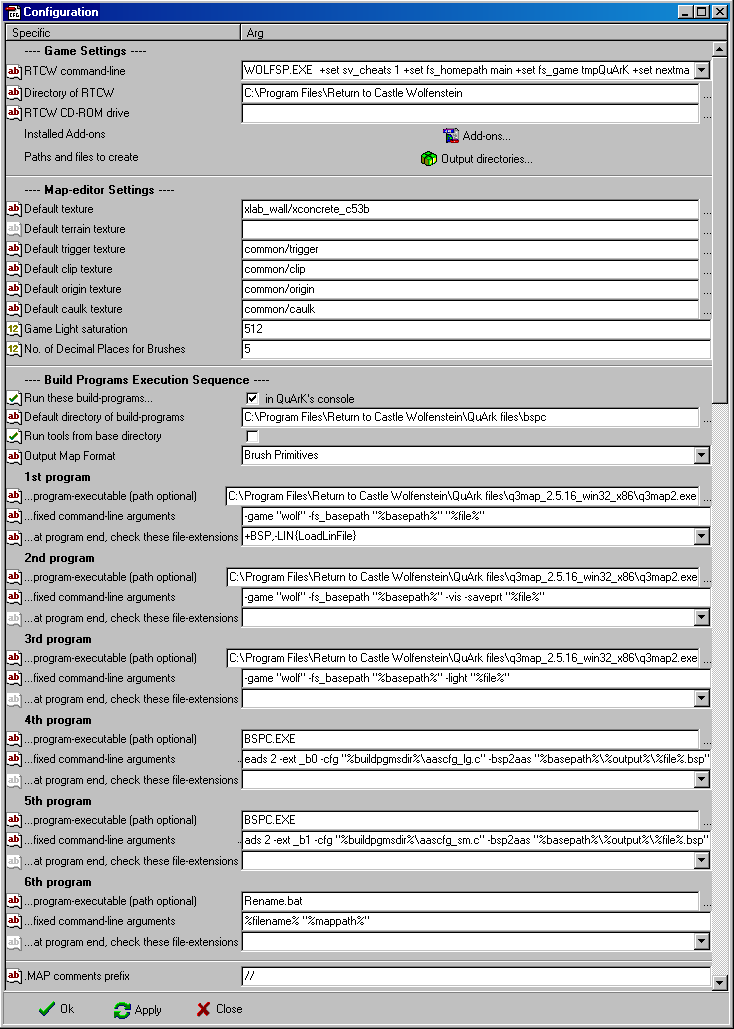 Configuration
Specific Arg
---- Game Settings ----
RTCW command-line WOLFSP.EXE +set sv_cheats 1 +set fs_homepath main +set fs_game tmpQuArK +set nextma
Directory of RTCW C:\Program Files\Return to Castle Wolfenstein ...
RTCW CD-ROM drive ...
Installed Add-ons Add-ons...
Paths and files to create Output directories...
---- Map-editor Settings ----
Default texture xlab_wall/xconcrete_c53b ...
Default terrain texture ...
Default trigger texture common/trigger ...
Default clip texture common/clip ...
Default origin texture common/origin ...
Default caulk texture common/caulk ...
Game Light saturation 512
No. of Decimal Places for Brushes 5
---- Build Programs Execution Sequence ----
Run these build-programs... in QuArK's console
Default directory of build-programs C:\Program Files\Return to Castle Wolfenstein\QuArK files\bspc ...
Run tools from base directory
Output Map Format Brush Primitives
1st program
...program-executable (path optional) C:\Program Files\Return to Castle Wolfenstein\QuArk files\q3map_2.5.16_win32_x86\q3map2.exe ...
...fixed command-line arguments -game "wolf" -fs_basepath "%basepath%" "%file%"
...at program end, check these file-extensions +BSP,-LIN{LoadLinFile}
2nd program
...program-executable (path optional) C:\Program Files\Return to Castle Wolfenstein\QuArk files\q3map_2.5.16_win32_x86\q3map2.exe ...
...fixed command-line arguments -game "wolf" -fs_basepath "%basepath%" -vis -saveprt "%file%"
...at program end, check these file-extensions
3rd program
...program-executable (path optional) C:\Program Files\Return to Castle Wolfenstein\QuArk files\q3map_2.5.16_win32_x86\q3map2.exe ...
...fixed command-line arguments -game "wolf" -fs_basepath "%basepath%" -light "%file%"
...at program end, check these file-extensions
4th program
...program-executable (path optional) BSPC.EXE ...
...fixed command-line arguments eads 2 -ext _b0 -cfg "%buildpgmsdir%\aascfg_lg.c" -bsp2aas "%basepath%\%output%\%file%.bsp"
...at program end, check these file-extensions
5th program
...program-executable (path optional) BSPC.EXE ...
...fixed command-line arguments ads 2 -ext _b1 -cfg "%buildpgmsdir%\aascfg_sm.c" -bsp2aas "%basepath%\%output%\%file%.bsp"
...at program end, check these file-extensions
6th program
...program-executable (path optional) Rename.bat ...
...fixed command-line arguments %filename% "%mappath%"
...at program end, check these file-extensions
.MAP comments prefix //
Ok Apply Close